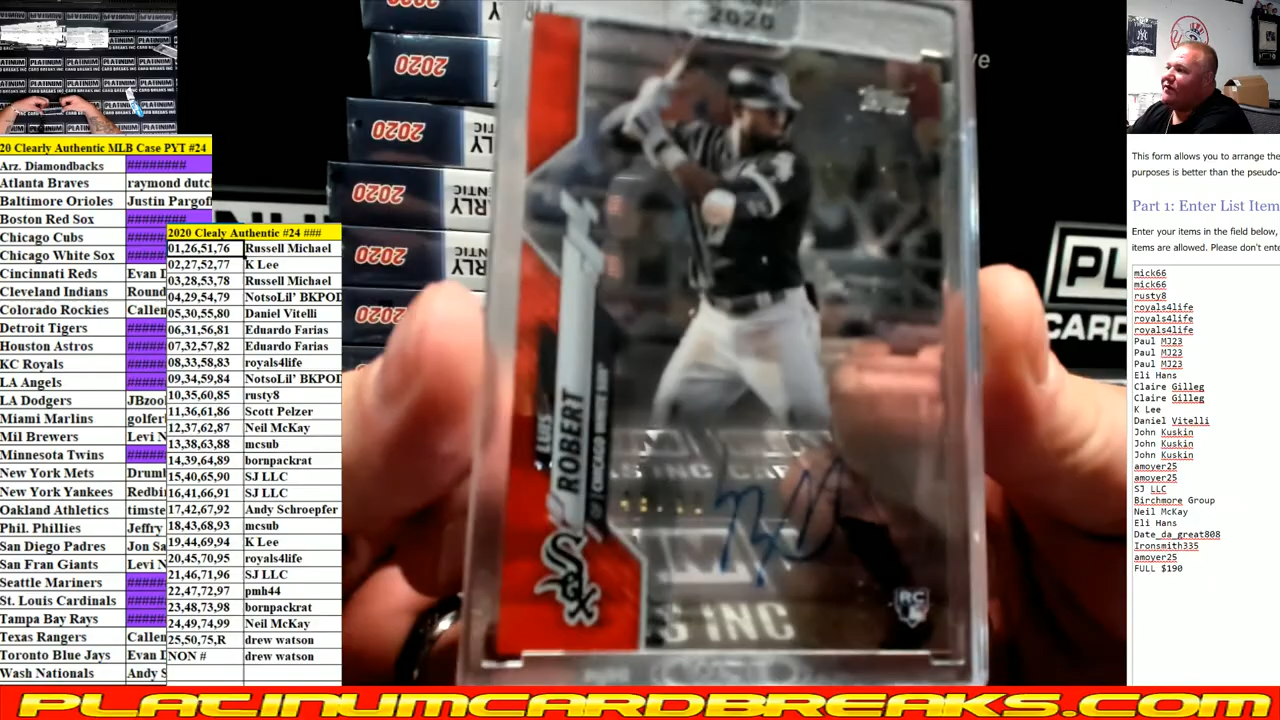 20 Clearly Authentic MLB Case PYT #24
Arz. Diamondbacks ########
Atlanta Braves raymond dutch
Baltimore Orioles Justin Pargoff
Boston Red Sox ########
Chicago Cubs #####
Chicago White Sox #####
Cincinnati Reds Evan D
Cleveland Indians Round
Colorado Rockies Callen
Detroit Tigers #####
Houston Astros #####
KC Royals #####
LA Angels #####
LA Dodgers JBzoo
Miami Marlins golfer
Mil Brewers Levi N
Minnesota Twins #####
New York Mets Drum
New York Yankees Redbi
Oakland Athletics timste
Phil. Phillies Jeffry
San Diego Padres Jon Sa
San Fran Giants Levi N
Seattle Mariners #####
St. Louis Cardinals #####
Tampa Bay Rays #####
Texas Rangers Callen
Toronto Blue Jays Evan D
Wash Nationals Andy S
2020 Clealy Authentic #24 ###
01,26,51,76 Russell Michael
02,27,52,77 K Lee
03,28,53,78 Russell Michael
04,29,54,79 NotsoLil' BKPOD
05,30,55,80 Daniel Vitelli
06,31,56,81 Eduardo Farias
07,32,57,82 Eduardo Farias
08,33,58,83 royals4life
09,34,59,84 NotsoLil' BKPOD
10,35,60,85 rusty8
11,36,61,86 Scott Pelzer
12,37,62,87 Neil McKay
13,38,63,88 mcsub
14,39,64,89 bornpackrat
15,40,65,90 SJ LLC
16,41,66,91 SJ LLC
17,42,67,92 Andy Schroepfer
18,43,68,93 mcsub
19,44,69,94 K Lee
20,45,70,95 royals4life
21,46,71,96 SJ LLC
22,47,72,97 pmh44
23,48,73,98 bornpackrat
24,49,74,99 Neil McKay
25,50,75,R drew watson
NON # drew watson
2020
2020
2020
2020
2020
2020
Topps
LUIS
ROBERT
OF / CHICAGO WHITE SOX
Sox
RC
S INC
This form allows you to arrange the
purposes is better than the pseudo-
Part 1: Enter List Item
Enter your items in the field below,
items are allowed. Please don't ente
mick66
mick66
rusty8
royals4life
royals4life
royals4life
Paul MJ23
Paul MJ23
Paul MJ23
Eli Hans
Claire Gilleg
Claire Gilleg
K Lee
Daniel Vitelli
John Kuskin
John Kuskin
John Kuskin
amoyer25
amoyer25
SJ LLC
Birchmore Group
Neil McKay
Eli Hans
Date_da_great808
Ironsmith335
amoyer25
FULL $190
PLATINUMCARDBREAKS.COM